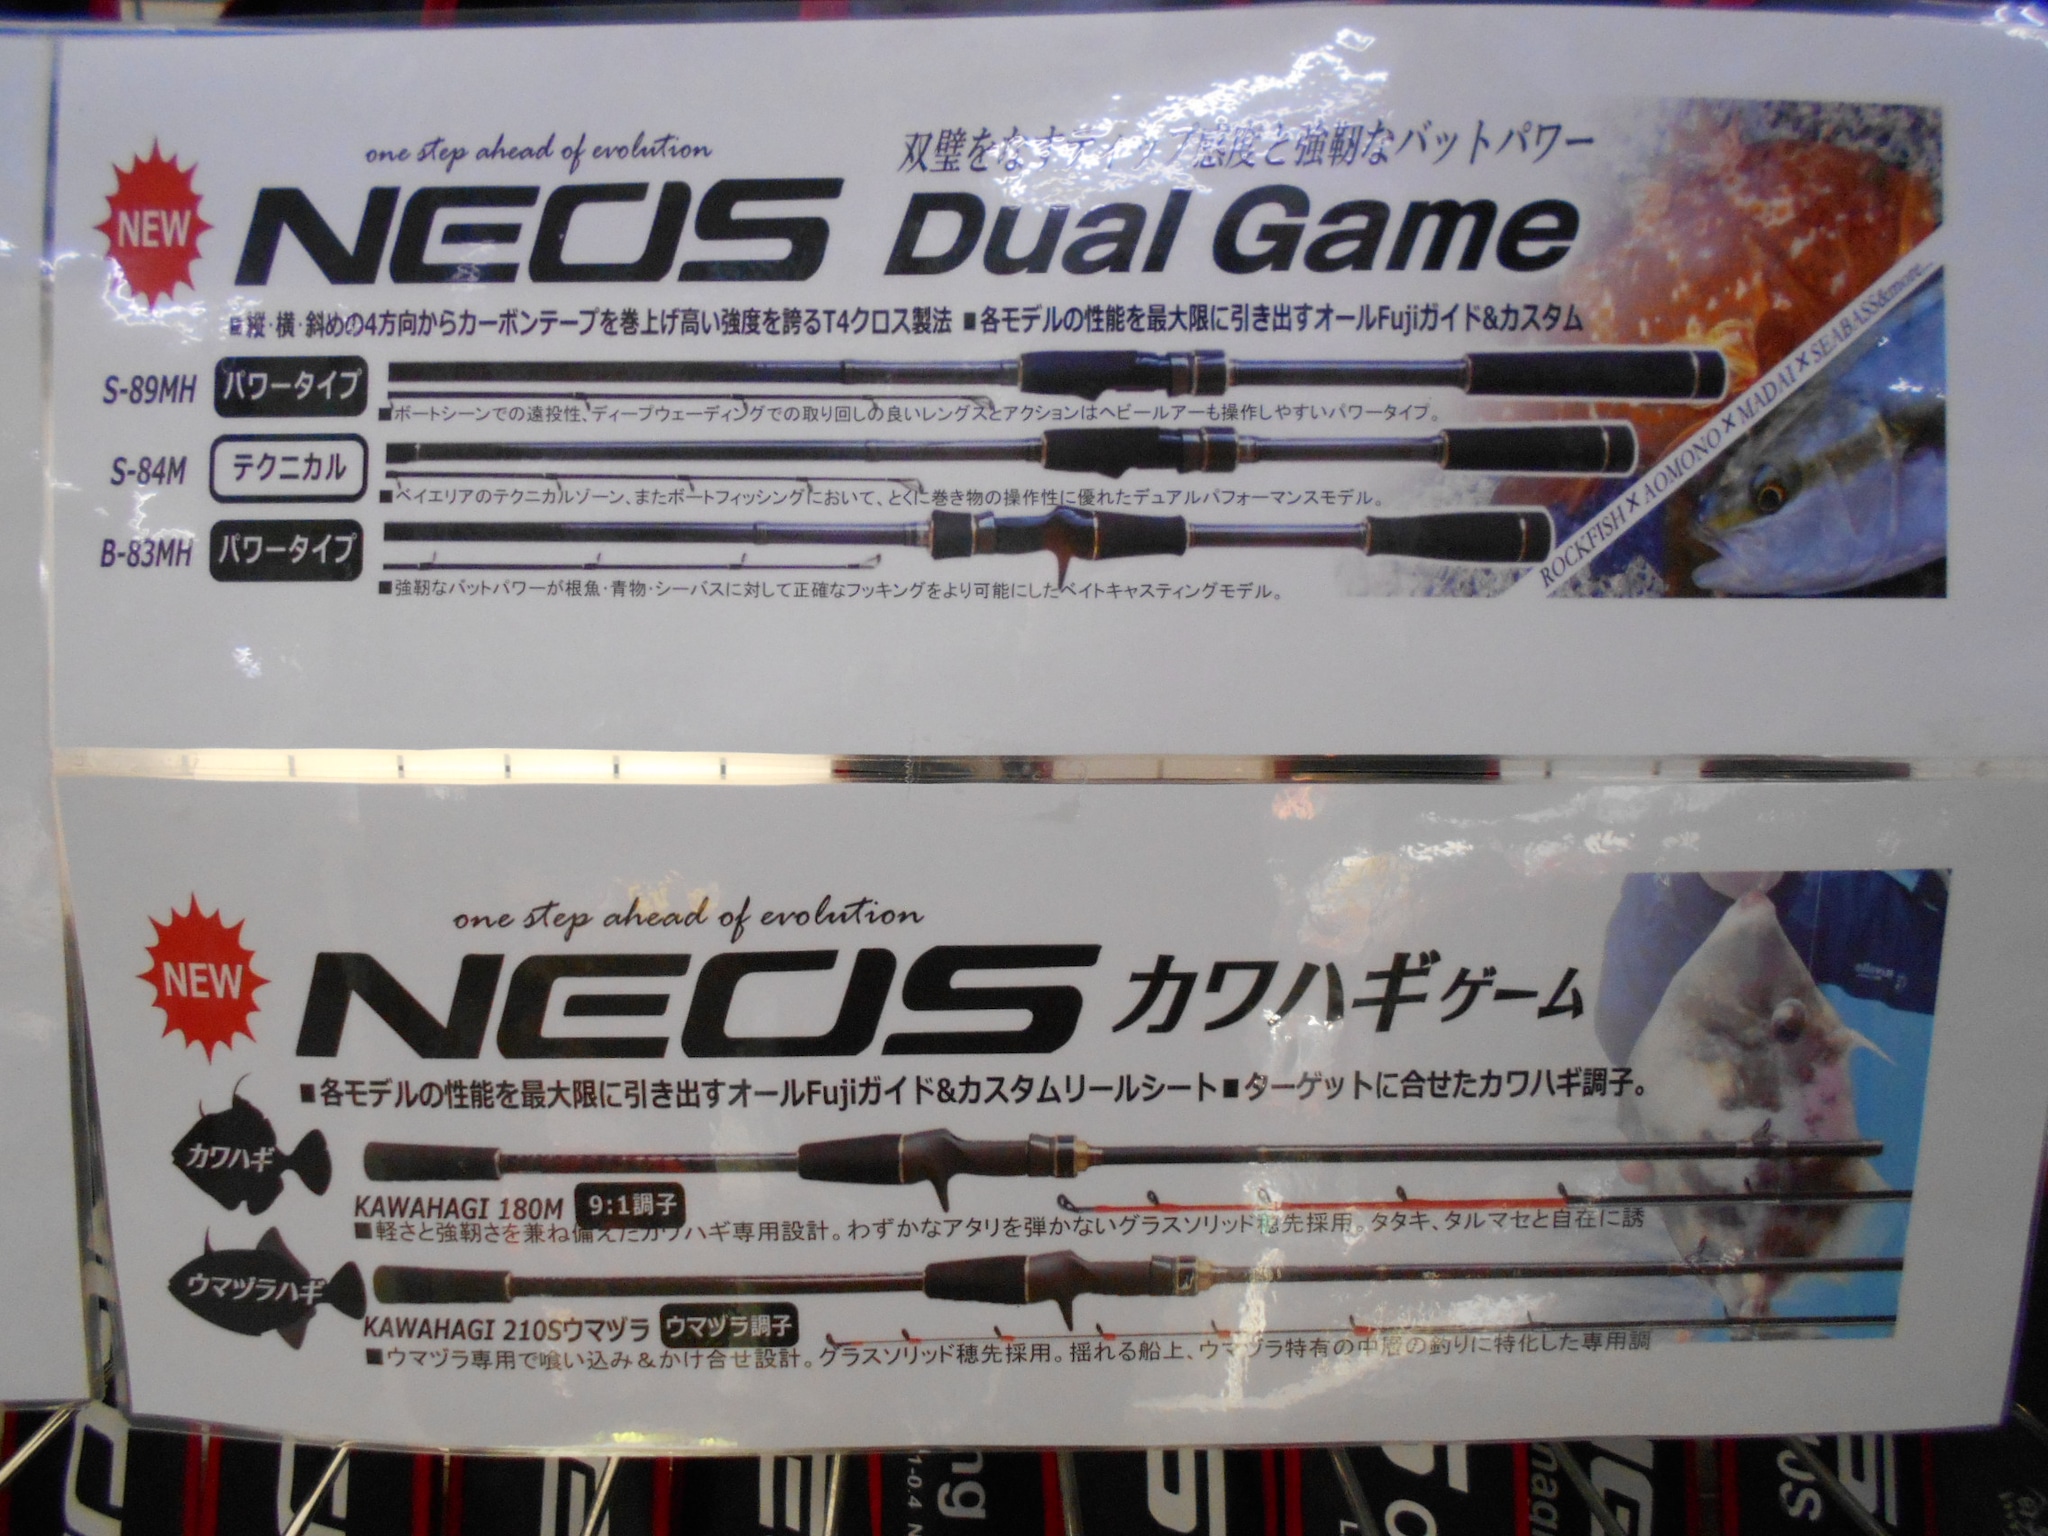 one step ahead of evolution
双璧をなすティップ感度と強靭なバットパワー
NEW
NEOS Dual Game
■縦・横・斜めの4方向からカーボンテープを巻上げ高い強度を誇るT4クロス製法 ■各モデルの性能を最大限に引き出すオールFujiガイド&カスタム
S-89MH パワータイプ
■ボートシーンでの遠投性、ディープウェーディングでの取り回しの良いレングスとアクションはヘビールアーも操作しやすいパワータイプ。
S-84M テクニカル
■ベイエリアのテクニカルゾーン、またボートフィッシングにおいて、とくに巻き物の操作性に優れたデュアルパフォーマンスモデル。
B-83MH パワータイプ
■強靭なバットパワーが根魚・青物・シーバスに対して正確なフッキングをより可能にしたベイトキャスティングモデル。
ROCKFISH×AOMONO×MADAI×SEABASS&more...
one step ahead of evolution
NEW
NEOS カワハギゲーム
■各モデルの性能を最大限に引き出すオールFujiガイド&カスタムリールシート■ターゲットに合せたカワハギ調子。
カワハギ
KAWAHAGI 180M 9:1調子
■軽さと強靭さを兼ね備えたカワハギ専用設計。わずかなアタリを弾かないグラスソリッド穂先採用。タタキ、タルマセと自在に誘
ウマヅラハギ
KAWAHAGI 210Sウマヅラ ウマヅラ調子
■ウマヅラ専用で喰い込み&かけ合せ設計。グラスソリッド穂先採用。揺れる船上、ウマヅラ特有の中層の釣りに特化した専用調